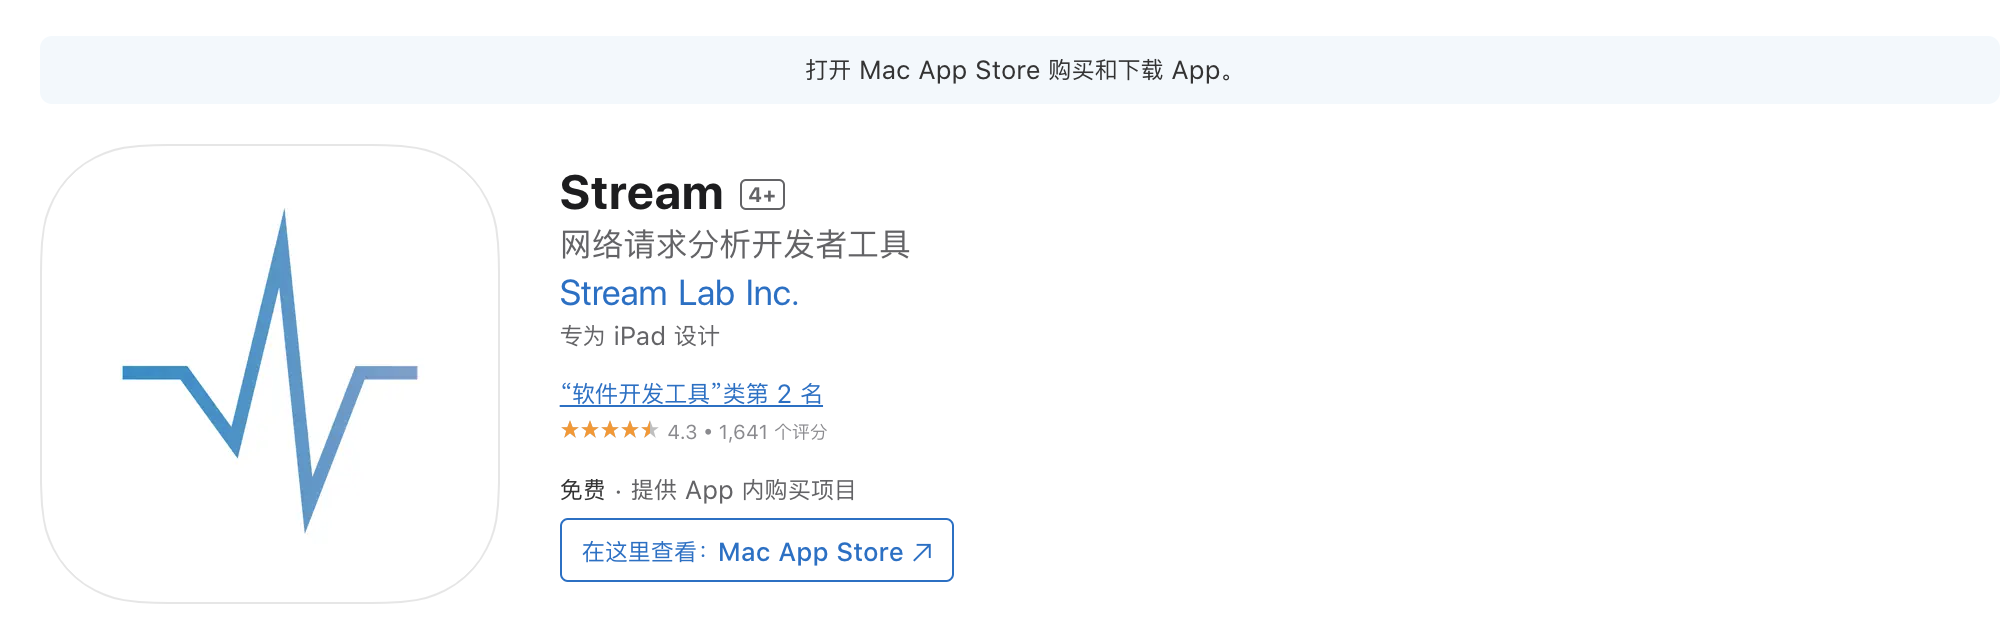 打开 Mac App Store 购买和下载 App。
Stream 4+
网络请求分析开发者工具
Stream Lab Inc.
专为 iPad 设计
“软件开发工具”类第 2 名
4.3 • 1,641 个评分
免费 · 提供 App 内购买项目
在这里查看：Mac App Store ↗